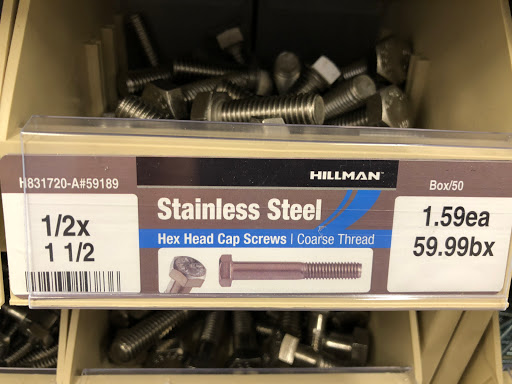 HILLMAN
H831720-A#59189
Box/50
1/2x
1 1/2
Stainless Steel
Hex Head Cap Screws | Coarse Thread
1.59ea
59.99bx